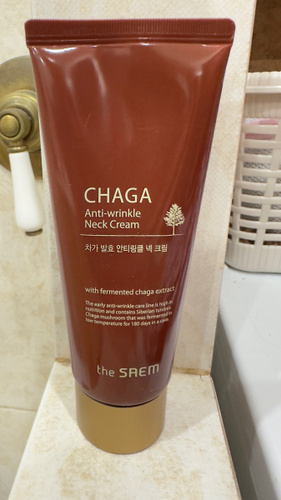 CHAGA
Anti-wrinkle
Neck Cream
차가 발효 안티링클 넥 크림
with fermented chaga extract
The early anti-wrinkle care line is high in
nutrition and contains Siberian
Chaga mushroom that was fermented in
low temperature for 180 days in a
the SAEM